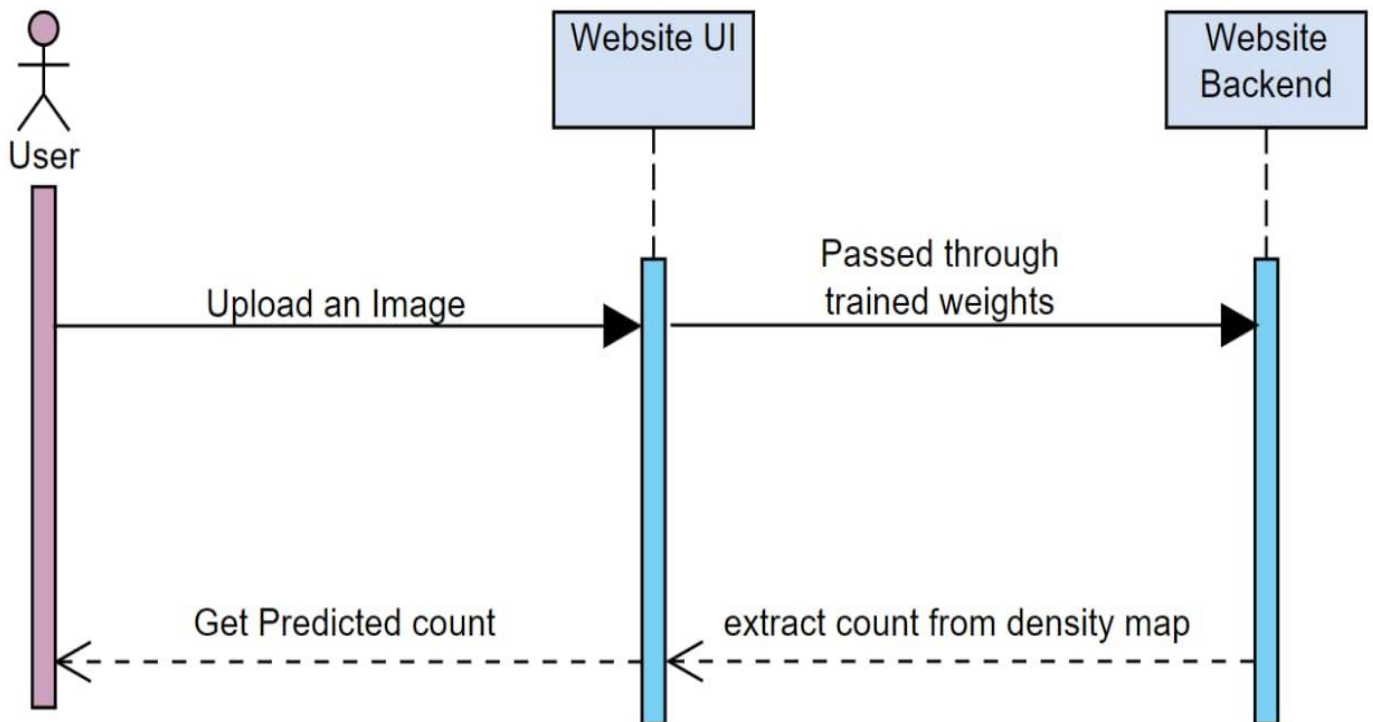 Website UI
Website
Backend
User
Passed through
trained weights
Upload an Image
Get Predicted count
extract count from density map